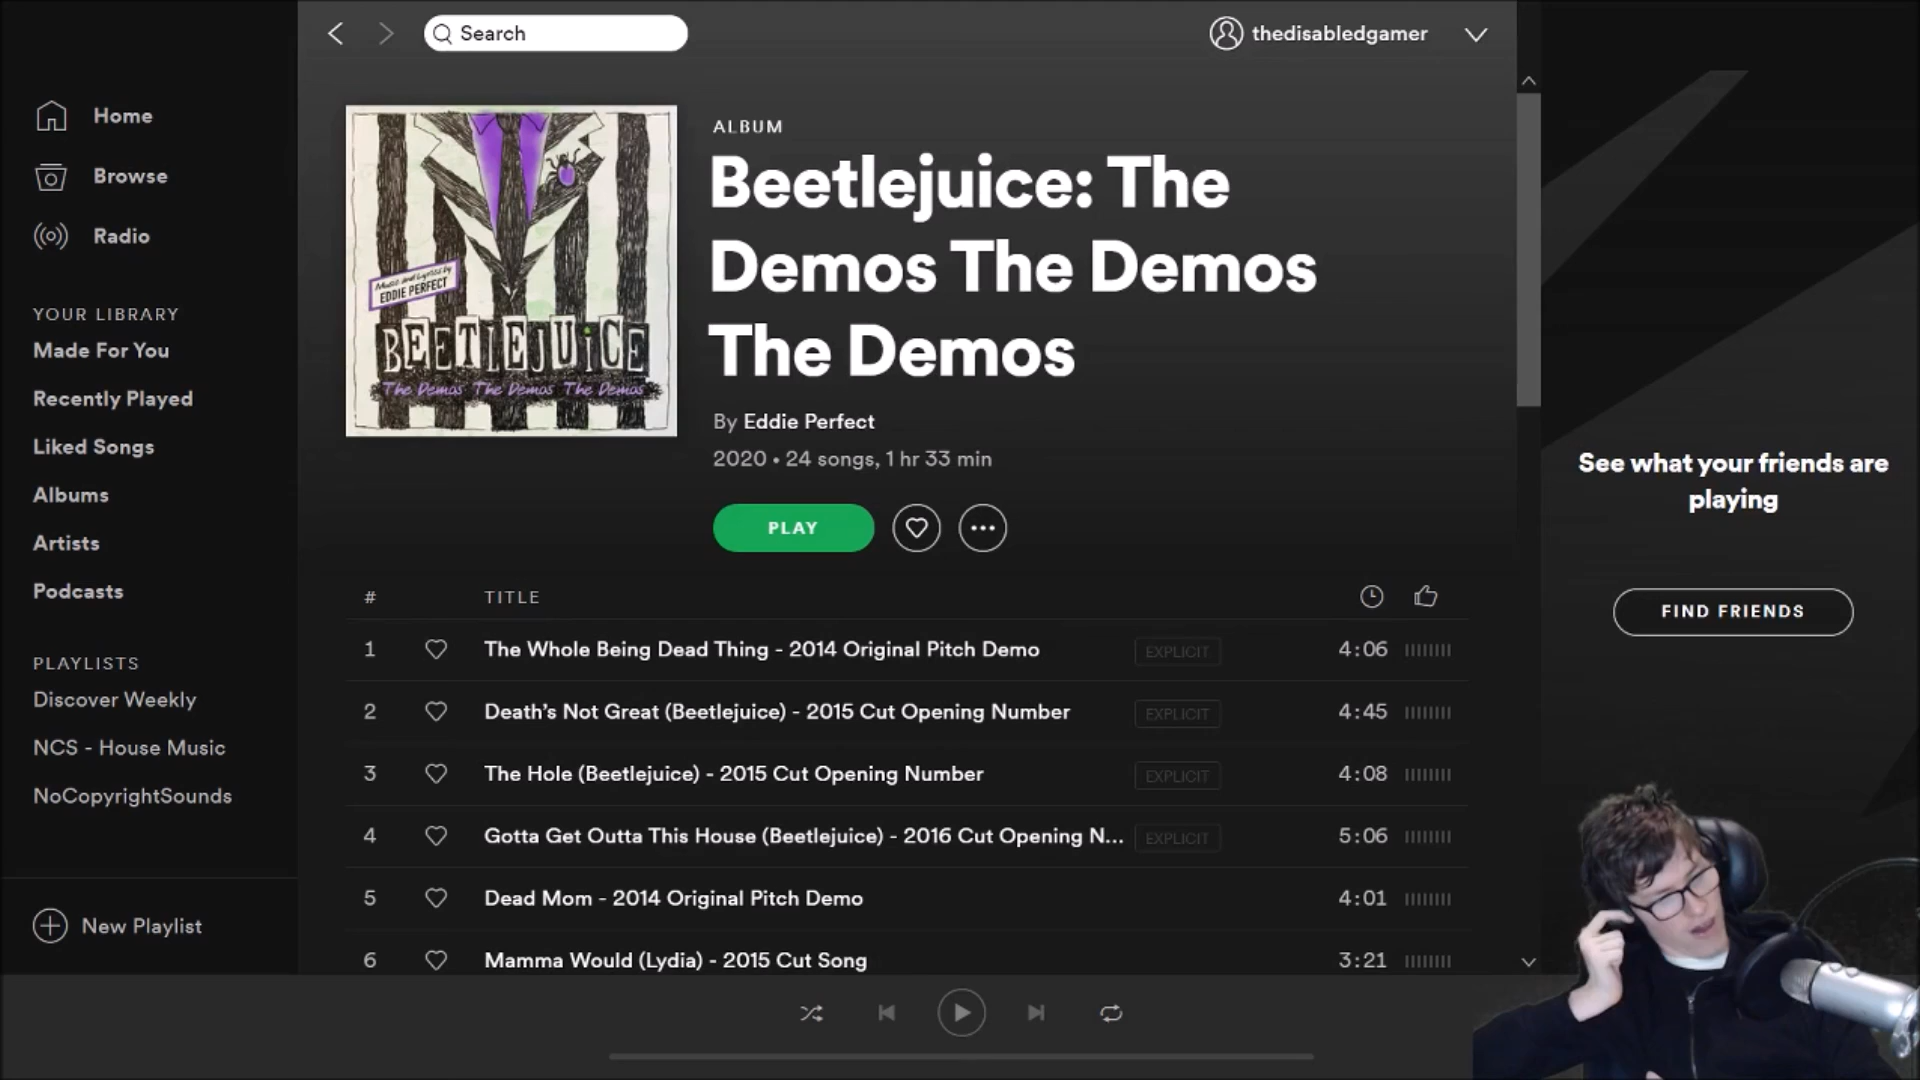 Search
thedisabledgamer
Home
Browse
Radio
YOUR LIBRARY
Made For You
Recently Played
Liked Songs
Albums
Artists
Podcasts
PLAYLISTS
Discover Weekly
NCS - House Music
NoCopyrightSounds
New Playlist
Music and Lyrics by
EDDIE PERFECT
BEETLEJUiCE
The Demos The Demos The Demos
ALBUM
Beetlejuice: The
Demos The Demos
The Demos
By Eddie Perfect
2020 • 24 songs, 1 hr 33 min
PLAY
# TITLE
1 The Whole Being Dead Thing - 2014 Original Pitch Demo EXPLICIT 4:06
2 Death's Not Great (Beetlejuice) - 2015 Cut Opening Number EXPLICIT 4:45
3 The Hole (Beetlejuice) - 2015 Cut Opening Number EXPLICIT 4:08
4 Gotta Get Outta This House (Beetlejuice) - 2016 Cut Opening N... EXPLICIT 5:06
5 Dead Mom - 2014 Original Pitch Demo 4:01
6 Mamma Would (Lydia) - 2015 Cut Song 3:21
See what your friends are
playing
FIND FRIENDS